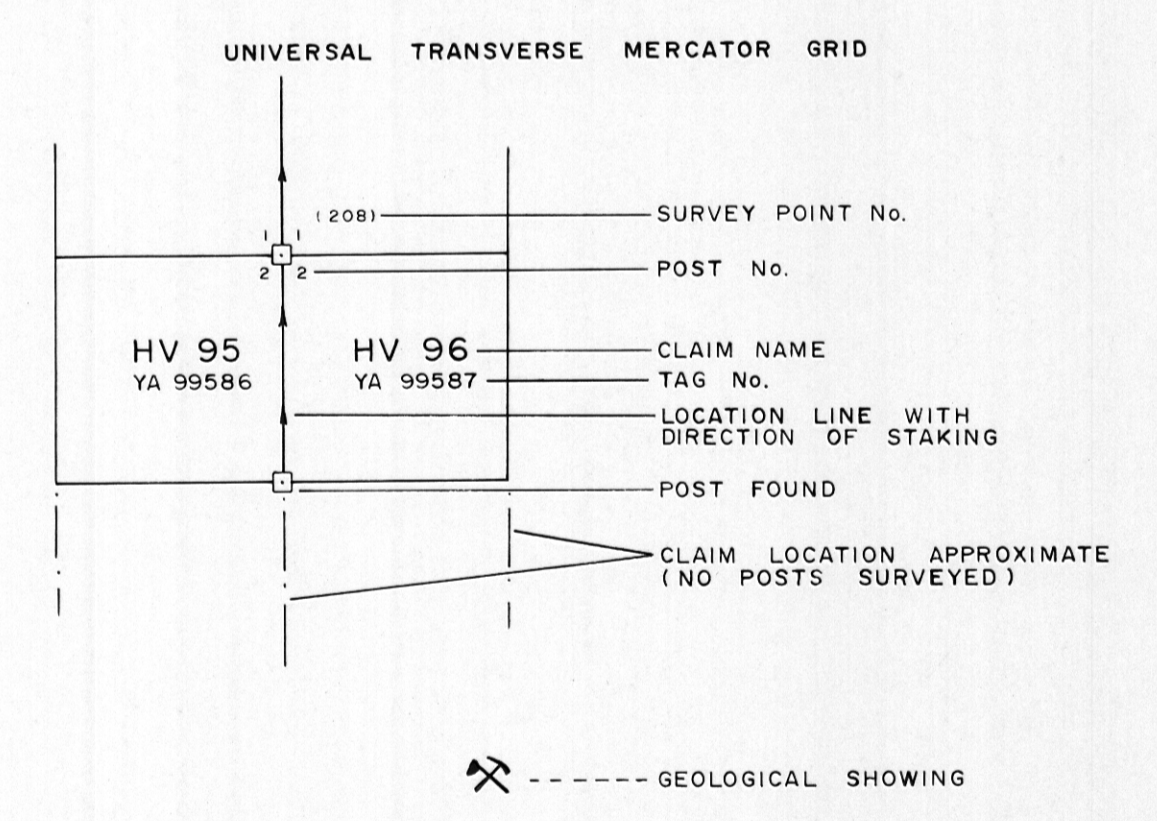 UNIVERSAL TRANSVERSE MERCATOR GRID
(208) SURVEY POINT No.
1 1
2 2 POST No.
HV 95 HV 96 CLAIM NAME
YA 99586 YA 99587 TAG No.
LOCATION LINE WITH
DIRECTION OF STAKING
POST FOUND
CLAIM LOCATION APPROXIMATE
(NO POSTS SURVEYED)
GEOLOGICAL SHOWING